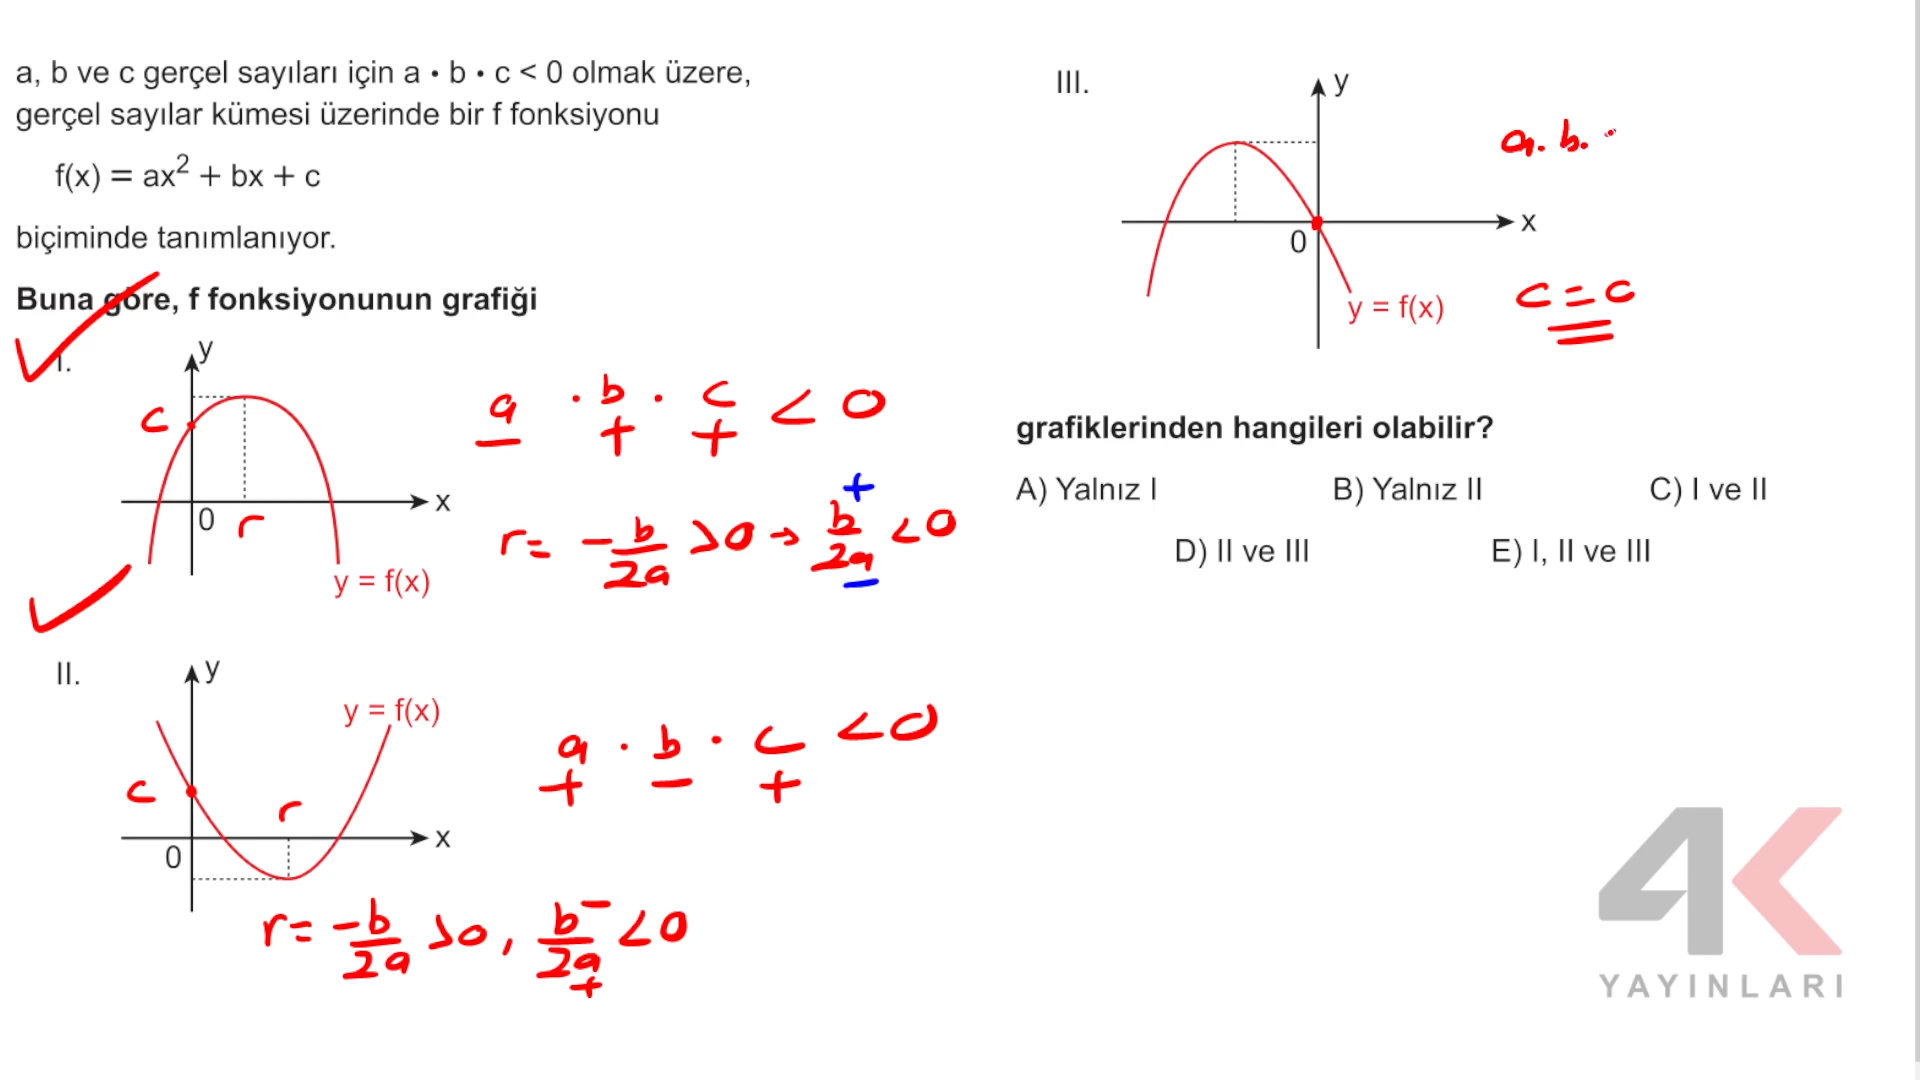 a, b ve c gerçel sayıları için a • b • c < 0 olmak üzere,
gerçel sayılar kümesi üzerinde bir f fonksiyonu
f(x) = ax² + bx + c
biçiminde tanımlanıyor.
Buna göre, f fonksiyonunun grafiği
I.
y
c
0
r
x
y = f(x)
a · b · c < 0
− + +
r = -b/2a > 0 → b/2a < 0
+
−
II.
y
y = f(x)
c
r
0
x
a · b · c < 0
+ − +
r = -b/2a > 0, b/2a < 0
−
+
III.
y
a. b. ·
x
0
y = f(x)
c = c
grafiklerinden hangileri olabilir?
A) Yalnız I
B) Yalnız II
C) I ve II
D) II ve III
E) I, II ve III
4K
YAYINLARI